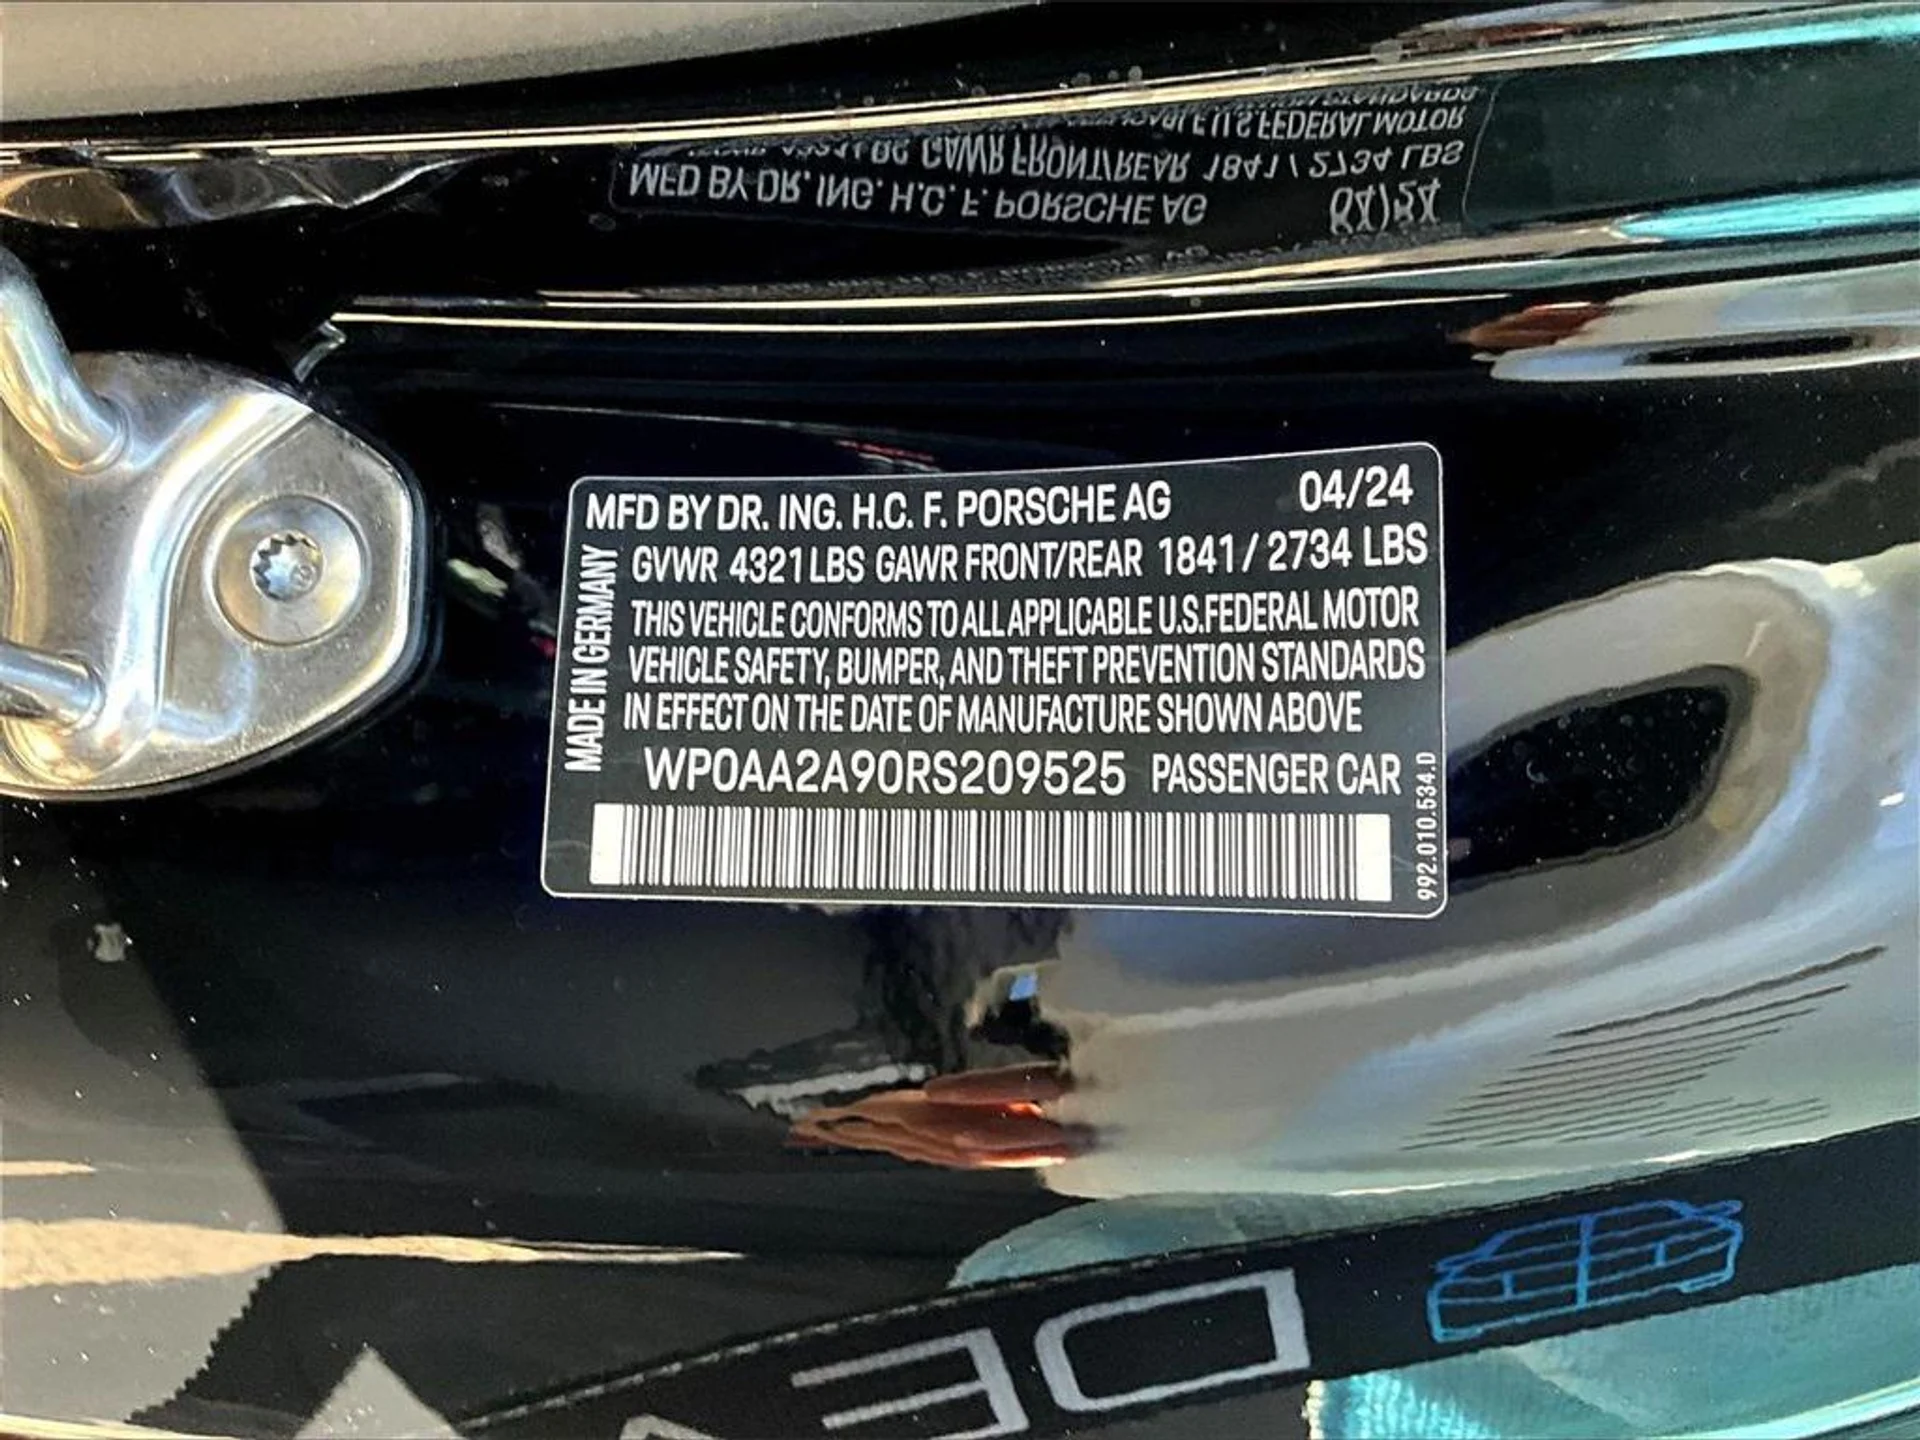 MFD BY DR. ING. H.C. F. PORSCHE AG 04/24
GVWR 4321 LBS GAWR FRONT/REAR 1841 / 2734 LBS
THIS VEHICLE CONFORMS TO ALL APPLICABLE U.S.FEDERAL MOTOR
VEHICLE SAFETY, BUMPER, AND THEFT PREVENTION STANDARDS
IN EFFECT ON THE DATE OF MANUFACTURE SHOWN ABOVE
WP0AA2A90RS209525 PASSENGER CAR
MADE IN GERMANY
992.010.534.D